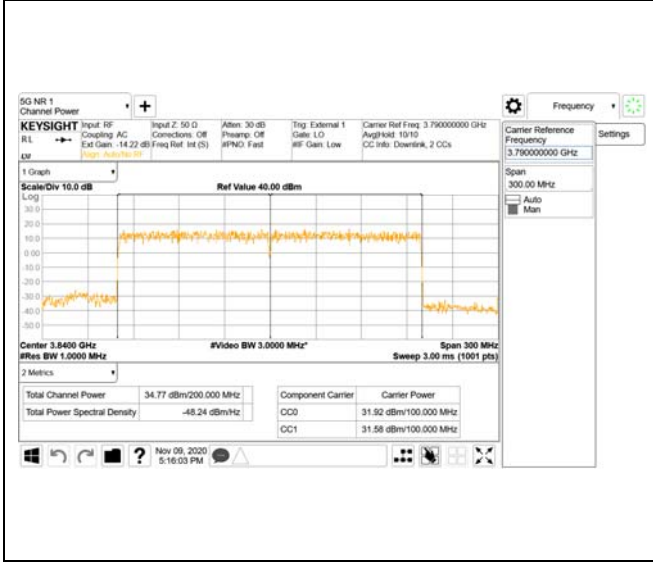 5G NR 1
Channel Power
Frequency
KEYSIGHT
RL
Input: RF
Coupling: AC
Ext Gain: -14.22 dB
Align: Auto/No RF
Input Z: 50 Ω
Corrections: Off
Freq Ref: Int (S)
Atten: 30 dB
Preamp: Off
#PNO: Fast
Trig: External 1
Gate: LO
#IF Gain: Low
Carrier Ref Freq: 3.790000000 GHz
Avg|Hold: 10/10
CC Info: Downlink, 2 CCs
Carrier Reference
Frequency
3.790000000 GHz
Settings
Span
300.00 MHz
Auto
Man
1 Graph
Scale/Div 10.0 dB
Ref Value 40.00 dBm
Log
30.0
20.0
10.0
0.00
-10.0
-20.0
-30.0
-40.0
-50.0
Center 3.8400 GHz
#Video BW 3.0000 MHz*
Span 300 MHz
#Res BW 1.0000 MHz
Sweep 3.00 ms (1001 pts)
2 Metrics
Total Channel Power 34.77 dBm/200.000 MHz
Total Power Spectral Density -48.24 dBm/Hz
Component Carrier Carrier Power
CC0 31.92 dBm/100.000 MHz
CC1 31.58 dBm/100.000 MHz
Nov 09, 2020
5:16:03 PM